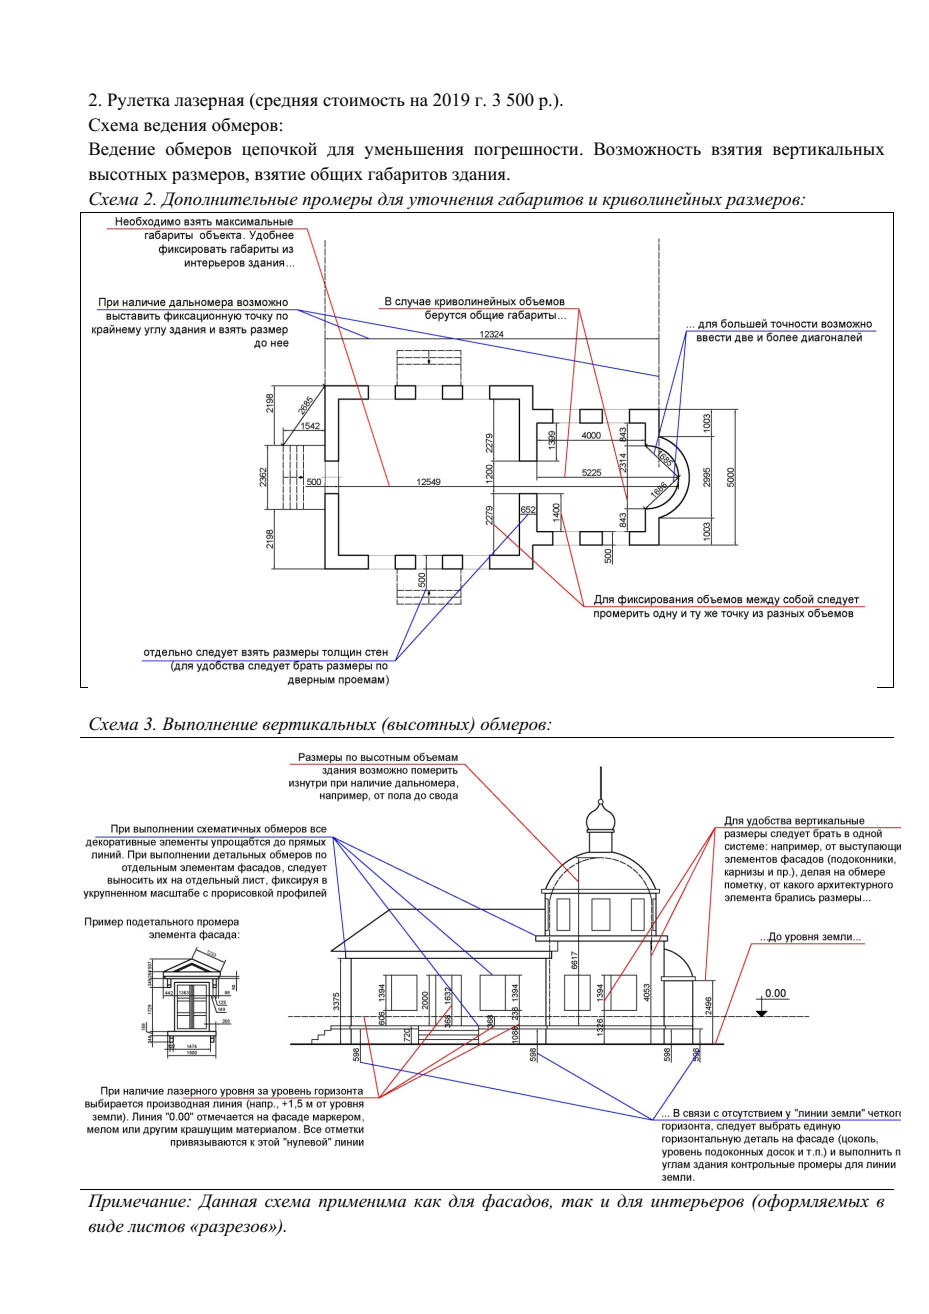 2. Рулетка лазерная (средняя стоимость на 2019 г. 3 500 р.).
Схема ведения обмеров:
Ведение обмеров цепочкой для уменьшения погрешности. Возможность взятия вертикальных
высотных размеров, взятие общих габаритов здания.
Схема 2. Дополнительные промеры для уточнения габаритов и криволинейных размеров:
Необходимо взять максимальные
габариты объекта. Удобнее
фиксировать габариты из
интерьеров здания...
При наличие дальномера возможно
выставить фиксационную точку по
крайнему углу здания и взять размер
до нее
В случае криволинейных объемов
берутся общие габариты...
... для большей точности возможно
ввести две и более диагоналей
12324
2198
2685
1542
2362
500
12549
2198
2279
1200
2279
652
1399
4000
843
2314
5225
1400
843
1685
1686
1003
2995
5000
1003
500
500
Для фиксирования объемов между собой следует
промерить одну и ту же точку из разных объемов
отдельно следует взять размеры толщин стен
(для удобства следует брать размеры по
дверным проемам)
Схема 3. Выполнение вертикальных (высотных) обмеров:
Размеры по высотным объемам
здания возможно померить
изнутри при наличие дальномера,
например, от пола до свода
При выполнении схематичных обмеров все
декоративные элементы упрощабтся до прямых
линий. При выполнении детальных обмеров по
отдельным элементам фасадов, следует
выносить их на отдельный лист, фиксируя в
укрупненном масштабе с прорисовкой профилей
Для удобства вертикальные
размеры следует брать в одной
системе: например, от выступающи
элементов фасадов (подоконники,
карнизы и пр.), делая на обмере
пометку, от какого архитектурного
элемента брались размеры...
Пример подетального промера
элемента фасада:
...До уровня земли...
0.00
3375
1394
606
2000
1632
368
368
1394
238
1088
720
6617
1394
1326
4053
2496
598
598
598
598
442
1363
1729
129
149
1474
1900
При наличие лазерного уровня за уровень горизонта
выбирается производная линия (напр., +1,5 м от уровня
земли). Линия "0.00" отмечается на фасаде маркером,
мелом или другим крашущим материалом. Все отметки
привязываются к этой "нулевой" линии
... В связи с отсутствием у "линии земли" четкого
горизонта, следует выбрать единую
горизонтальную деталь на фасаде (цоколь,
уровень подоконных досок и т.п.) и выполнить п
углам здания контрольные промеры для линии
земли.
Примечание: Данная схема применима как для фасадов, так и для интерьеров (оформляемых в
виде листов «разрезов»).